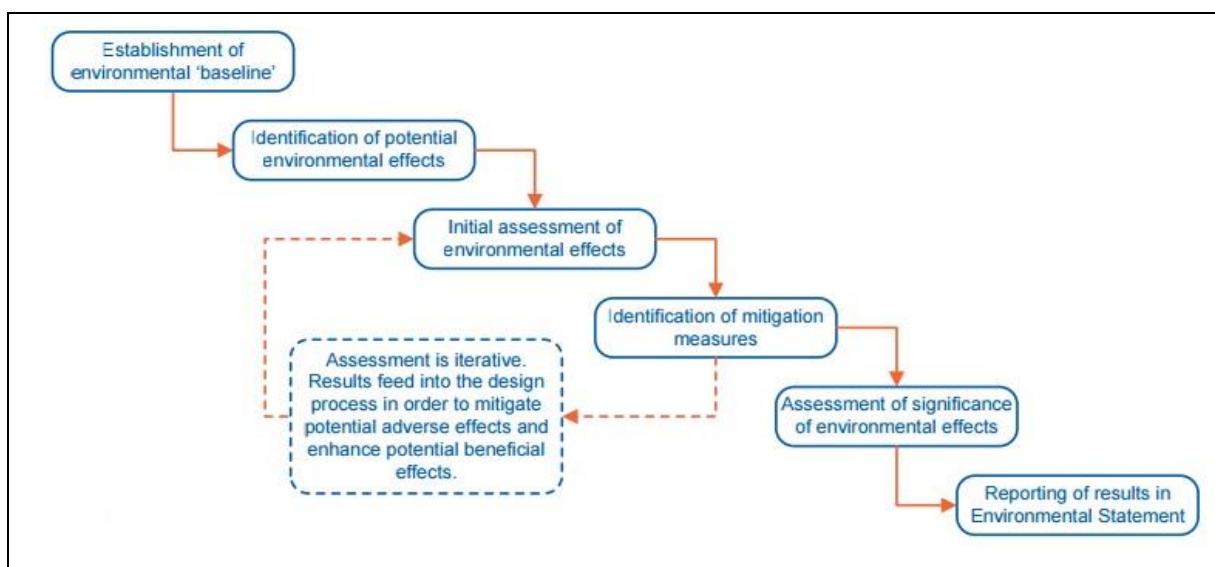 Establishment of
environmental ‘baseline’
Identification of potential
environmental effects
Initial assessment of
environmental effects
Identification of mitigation
measures
Assessment is iterative.
Results feed into the design
process in order to mitigate
potential adverse effects and
enhance potential beneficial
effects.
Assessment of significance
of environmental effects
Reporting of results in
Environmental Statement